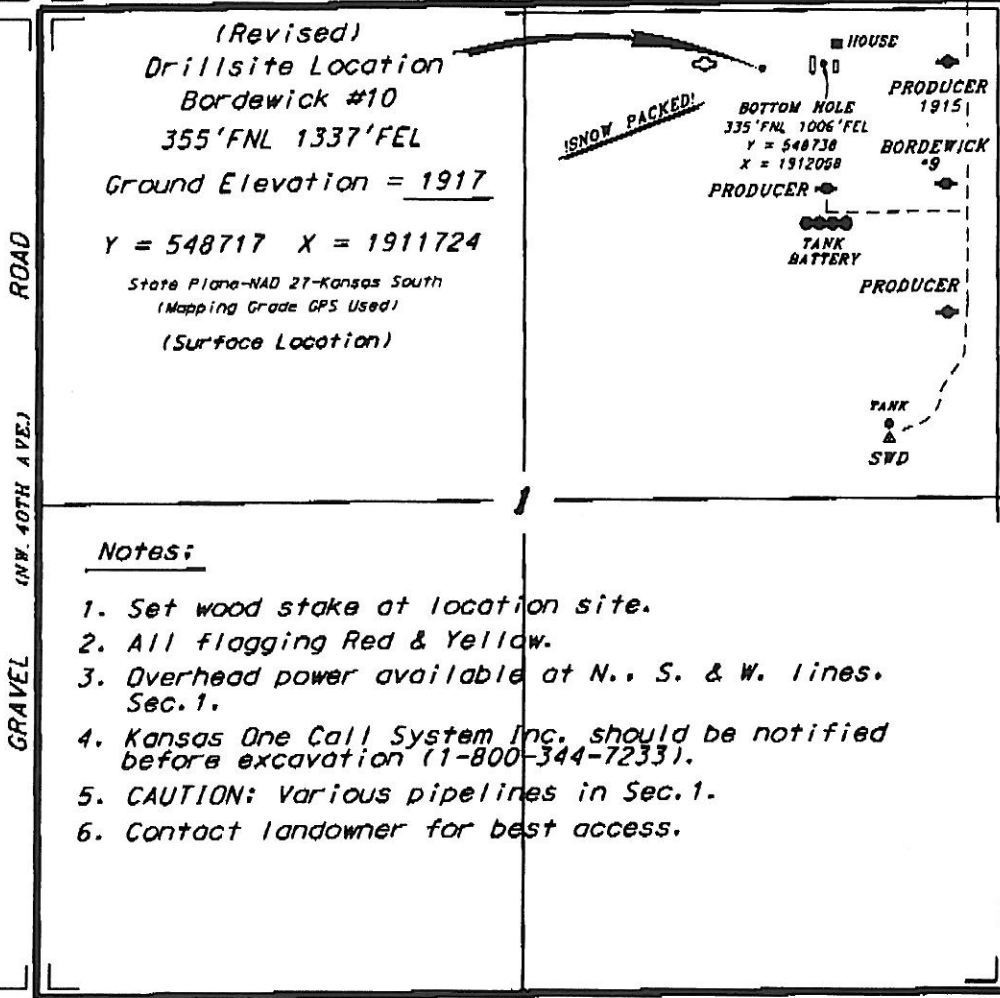 (Revised)
Drillsite Location
Bordewick #10
355'FNL 1337'FEL
Ground Elevation = 1917
Y = 548717 X = 1911724
State Plane-NAD 27-Kansas South
(Mapping Grade GPS Used)
(Surface Location)
!SNOW PACKED!
HOUSE
PRODUCER
1915
BOTTOM HOLE
335'FNL 1006'FEL
Y = 548738
X = 1912058
BORDEWICK
#9
PRODUCER
TANK
BATTERY
PRODUCER
TANK
SWD
1
GRAVEL (NW. 40TH AVE.) ROAD
Notes:
1. Set wood stake at location site.
2. All flagging Red & Yellow.
3. Overhead power available at N., S. & W. lines.
Sec.1.
4. Kansas One Call System Inc. should be notified
before excavation (1-800-344-7233).
5. CAUTION: Various pipelines in Sec.1.
6. Contact landowner for best access.